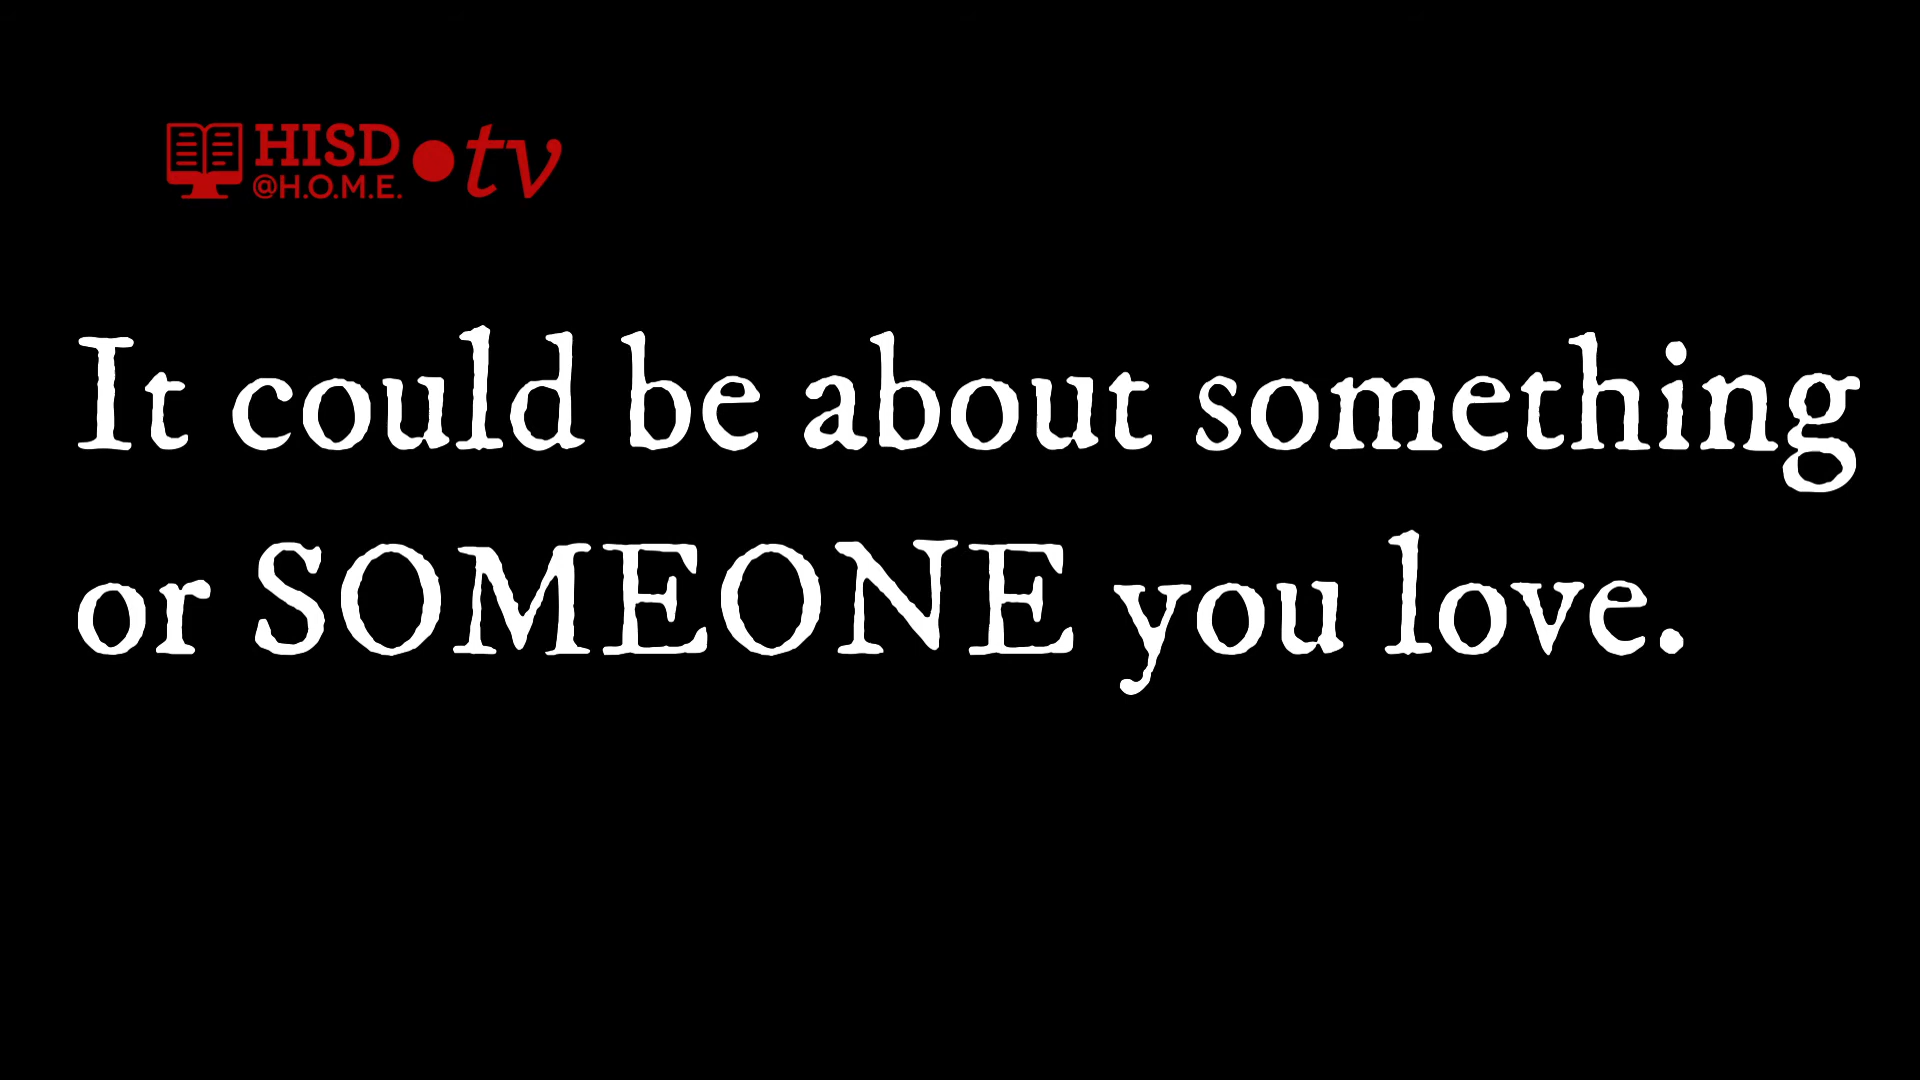 HISD
@H.O.M.E.
tv
It could be about something
or SOMEONE you love.